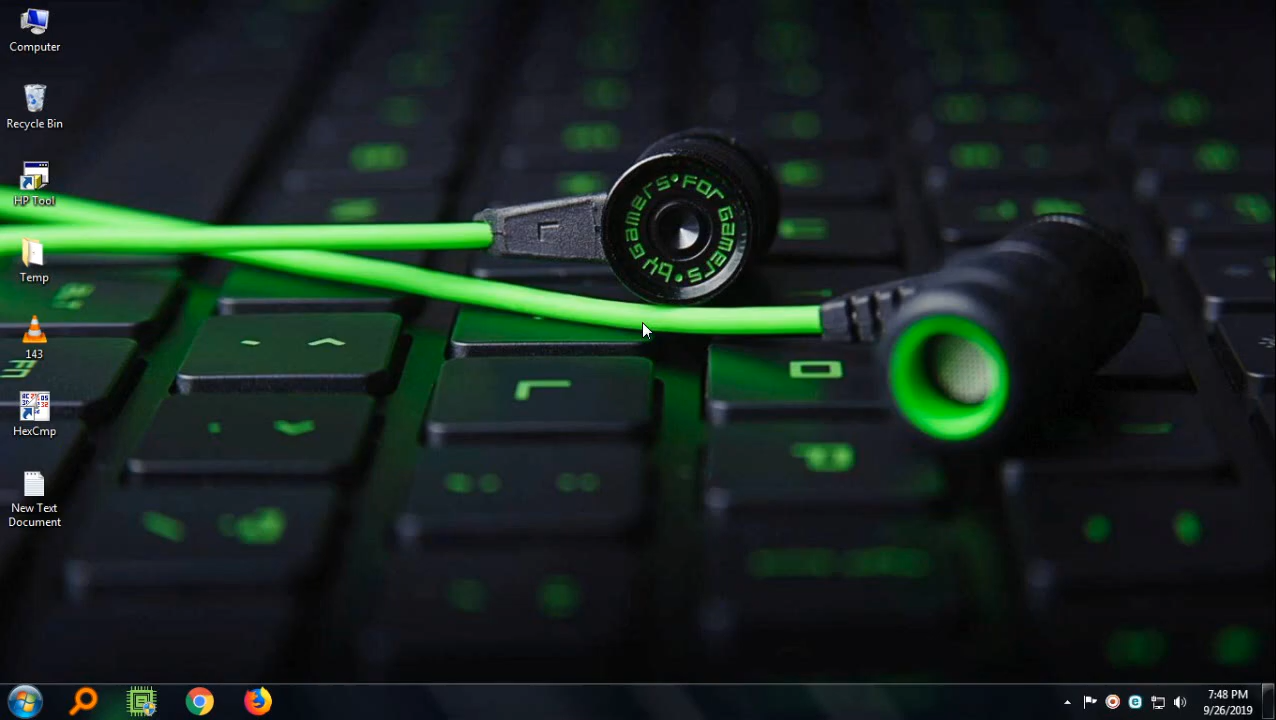 Computer
Recycle Bin
HP Tool
Temp
143
HexCmp
New Text
Document
by Gamers • For Gamers •
7:48 PM
9/26/2019